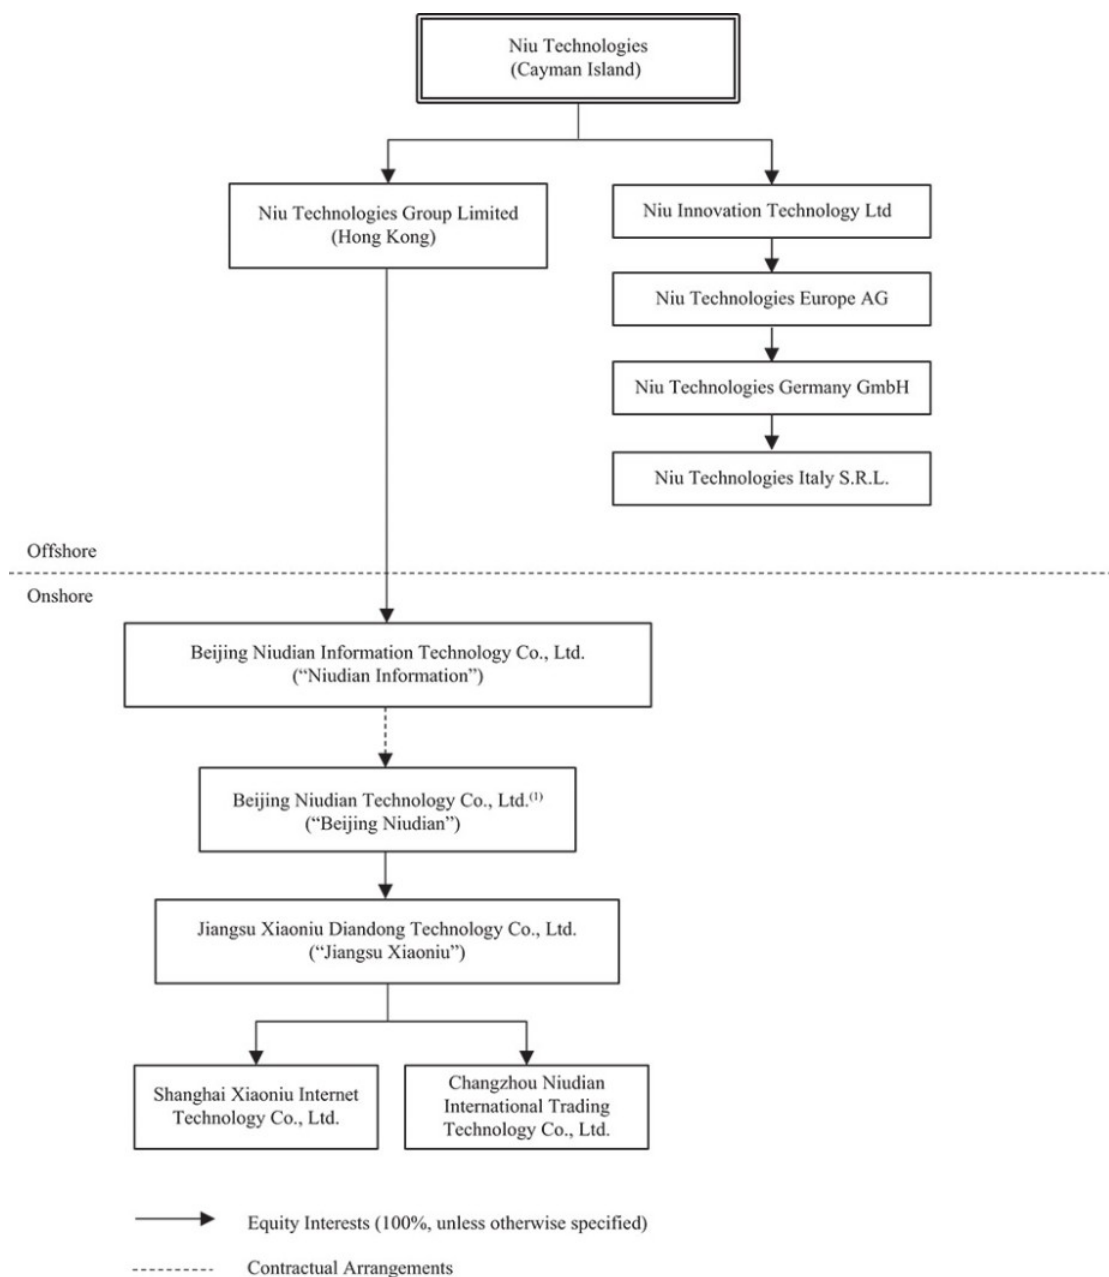 Niu Technologies
(Cayman Island)
Niu Technologies Group Limited
(Hong Kong)
Niu Innovation Technology Ltd
Niu Technologies Europe AG
Niu Technologies Germany GmbH
Niu Technologies Italy S.R.L.
Offshore
Onshore
Beijing Niudian Information Technology Co., Ltd.
(“Niudian Information”)
Beijing Niudian Technology Co., Ltd.(1)
(“Beijing Niudian”)
Jiangsu Xiaoniu Diandong Technology Co., Ltd.
(“Jiangsu Xiaoniu”)
Shanghai Xiaoniu Internet
Technology Co., Ltd.
Changzhou Niudian
International Trading
Technology Co., Ltd.
Equity Interests (100%, unless otherwise specified)
Contractual Arrangements